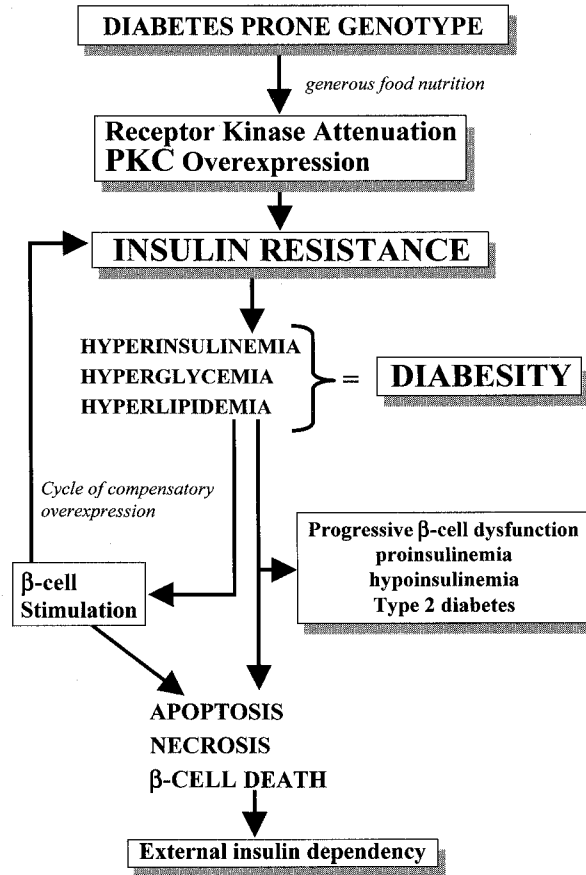 DIABETES PRONE GENOTYPE
generous food nutrition
Receptor Kinase Attenuation
PKC Overexpression
INSULIN RESISTANCE
HYPERINSULINEMIA
HYPERGLYCEMIA
HYPERLIPIDEMIA
= DIABESITY
Cycle of compensatory
overexpression
Progressive β-cell dysfunction
proinsulinemia
hypoinsulinemia
Type 2 diabetes
β-cell
Stimulation
APOPTOSIS
NECROSIS
β-CELL DEATH
External insulin dependency